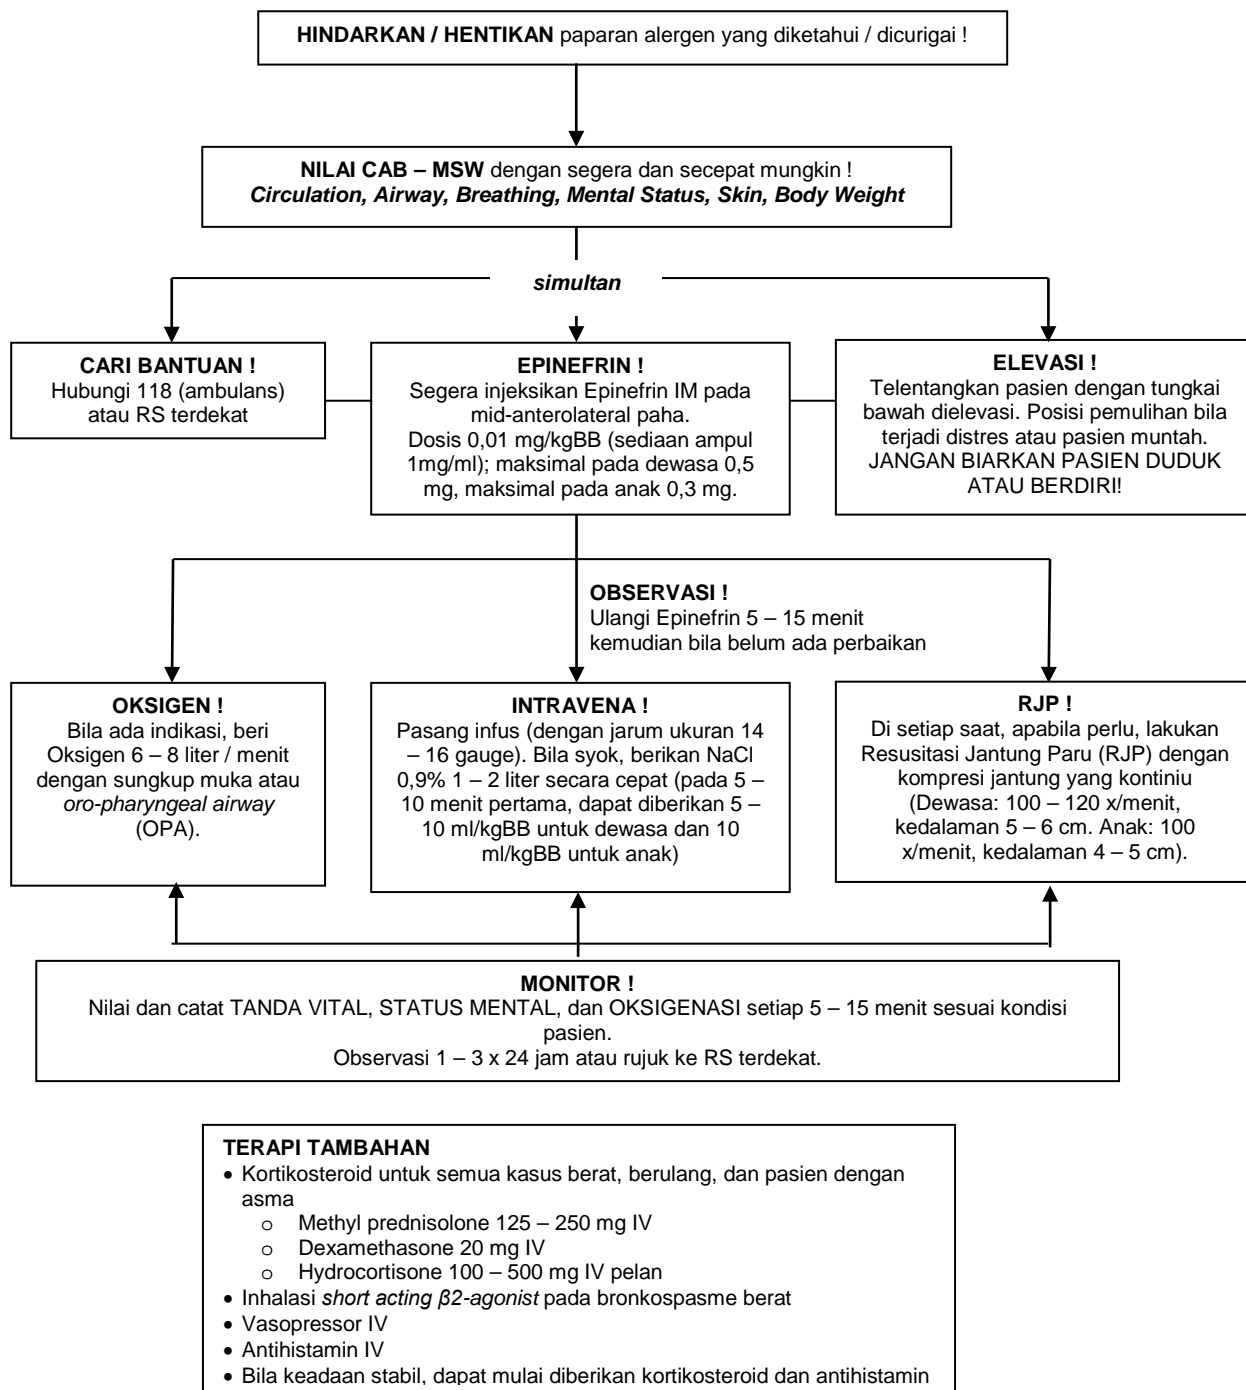 HINDARKAN / HENTIKAN paparan alergen yang diketahui / dicurigai !
NILAI CAB – MSW dengan segera dan secepat mungkin !
Circulation, Airway, Breathing, Mental Status, Skin, Body Weight
simultan
CARI BANTUAN !
Hubungi 118 (ambulans)
atau RS terdekat
EPINEFRIN !
Segera injeksikan Epinefrin IM pada
mid-anterolateral paha.
Dosis 0,01 mg/kgBB (sediaan ampul
1mg/ml); maksimal pada dewasa 0,5
mg, maksimal pada anak 0,3 mg.
ELEVASI !
Telentangkan pasien dengan tungkai
bawah dielevasi. Posisi pemulihan bila
terjadi distres atau pasien muntah.
JANGAN BIARKAN PASIEN DUDUK
ATAU BERDIRI!
OBSERVASI !
Ulangi Epinefrin 5 – 15 menit
kemudian bila belum ada perbaikan
OKSIGEN !
Bila ada indikasi, beri
Oksigen 6 – 8 liter / menit
dengan sungkup muka atau
oro-pharyngeal airway
(OPA).
INTRAVENA !
Pasang infus (dengan jarum ukuran 14
– 16 gauge). Bila syok, berikan NaCl
0,9% 1 – 2 liter secara cepat (pada 5 –
10 menit pertama, dapat diberikan 5 –
10 ml/kgBB untuk dewasa dan 10
ml/kgBB untuk anak)
RJP !
Di setiap saat, apabila perlu, lakukan
Resusitasi Jantung Paru (RJP) dengan
kompresi jantung yang kontiniu
(Dewasa: 100 – 120 x/menit,
kedalaman 5 – 6 cm. Anak: 100
x/menit, kedalaman 4 – 5 cm).
MONITOR !
Nilai dan catat TANDA VITAL, STATUS MENTAL, dan OKSIGENASI setiap 5 – 15 menit sesuai kondisi
pasien.
Observasi 1 – 3 x 24 jam atau rujuk ke RS terdekat.
TERAPI TAMBAHAN
• Kortikosteroid untuk semua kasus berat, berulang, dan pasien dengan
asma
o Methyl prednisolone 125 – 250 mg IV
o Dexamethasone 20 mg IV
o Hydrocortisone 100 – 500 mg IV pelan
• Inhalasi short acting β2-agonist pada bronkospasme berat
• Vasopressor IV
• Antihistamin IV
• Bila keadaan stabil, dapat mulai diberikan kortikosteroid dan antihistamin